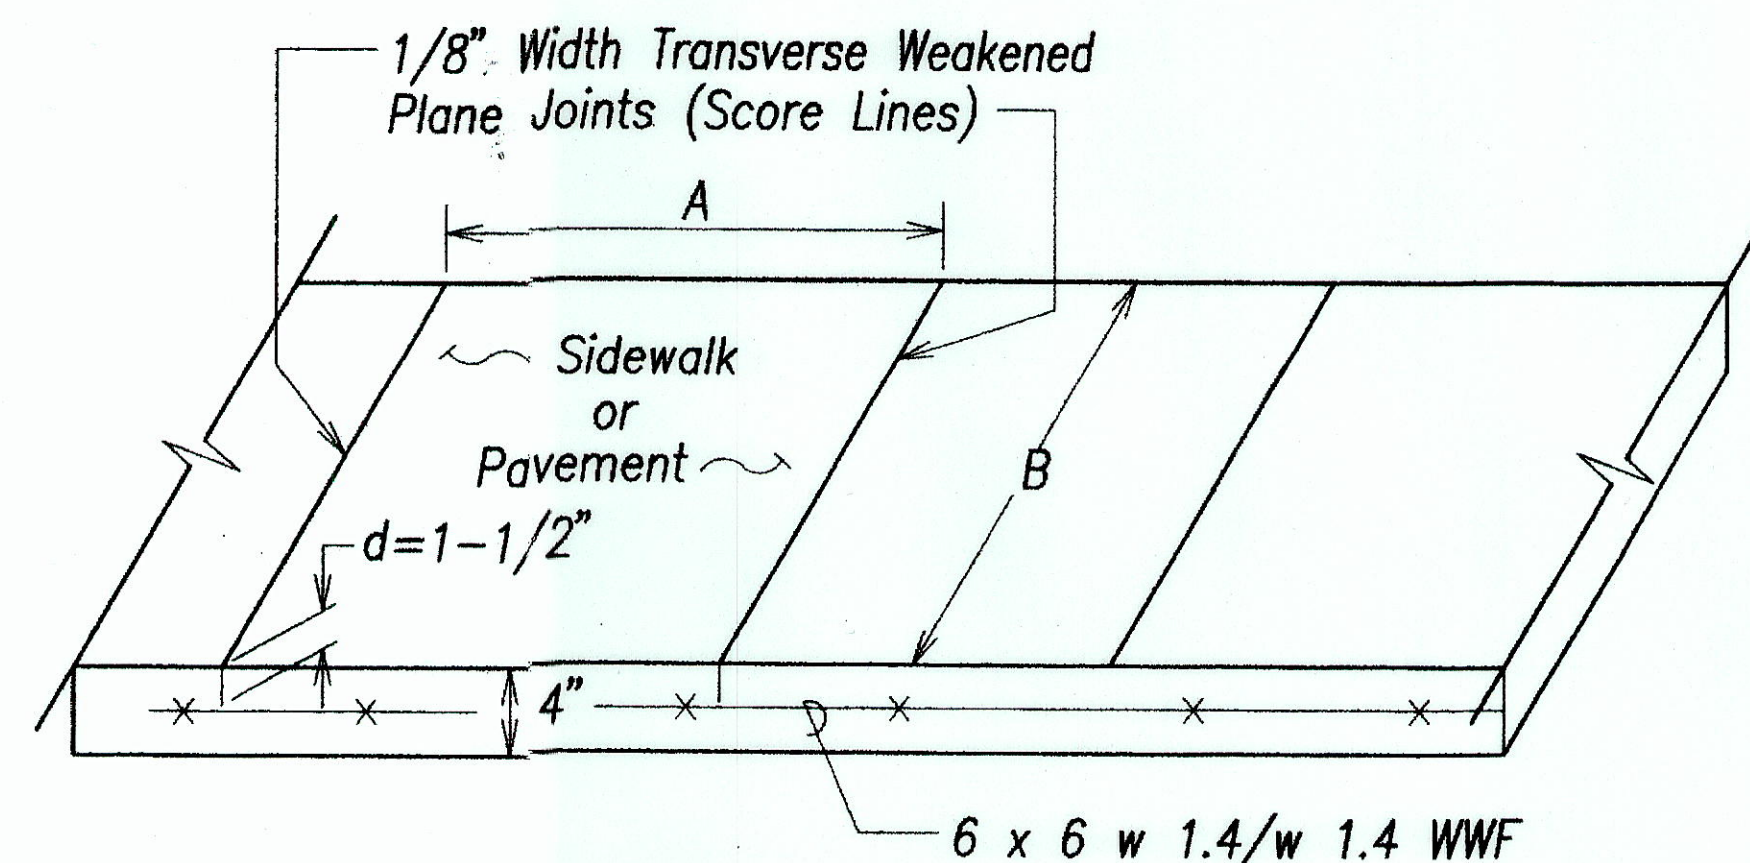 1/8" Width Transverse Weakened
Plane Joints (Score Lines)
A
Sidewalk
or
Pavement
B
d=1-1/2"
4"
6 x 6 w 1.4/w 1.4 WWF